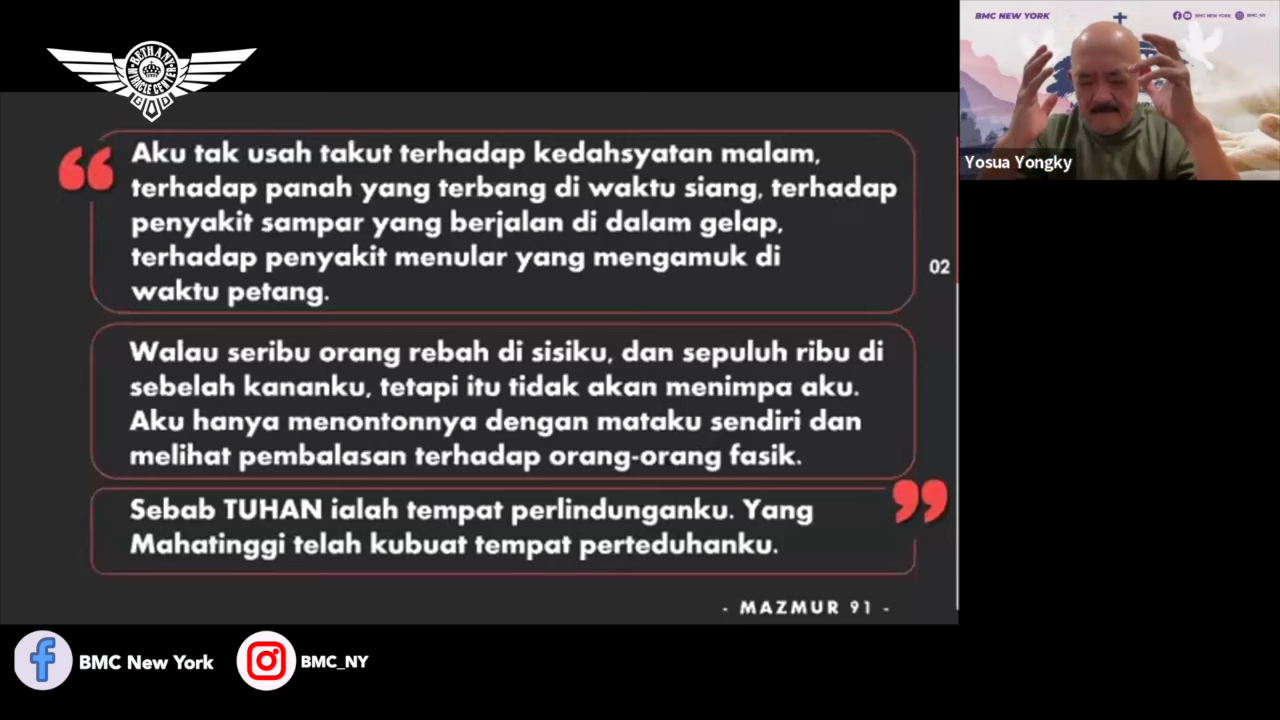 BETHANY
MIRACLE CENTER
BMC NEW YORK
BMC NEW YORK
BMC_NY
Yosua Yongky
Aku tak usah takut terhadap kedahsyatan malam,
terhadap panah yang terbang di waktu siang, terhadap
penyakit sampar yang berjalan di dalam gelap,
terhadap penyakit menular yang mengamuk di
waktu petang.
02
Walau seribu orang rebah di sisiku, dan sepuluh ribu di
sebelah kananku, tetapi itu tidak akan menimpa aku.
Aku hanya menontonnya dengan mataku sendiri dan
melihat pembalasan terhadap orang-orang fasik.
Sebab TUHAN ialah tempat perlindunganku. Yang
Mahatinggi telah kubuat tempat perteduhanku.
- MAZMUR 91 -
BMC New York
BMC_NY